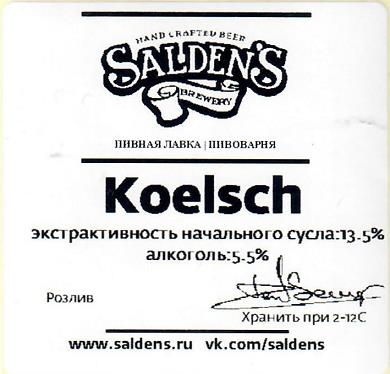 HAND CRAFTED BEER
SALDEN'S
BREWERY
ПИВНАЯ ЛАВКА | ПИВОВАРНЯ
Koelsch
экстрактивность начального сусла:13.5%
алкоголь:5.5%
Розлив
Хранить при 2-12С
www.saldens.ru vk.com/saldens